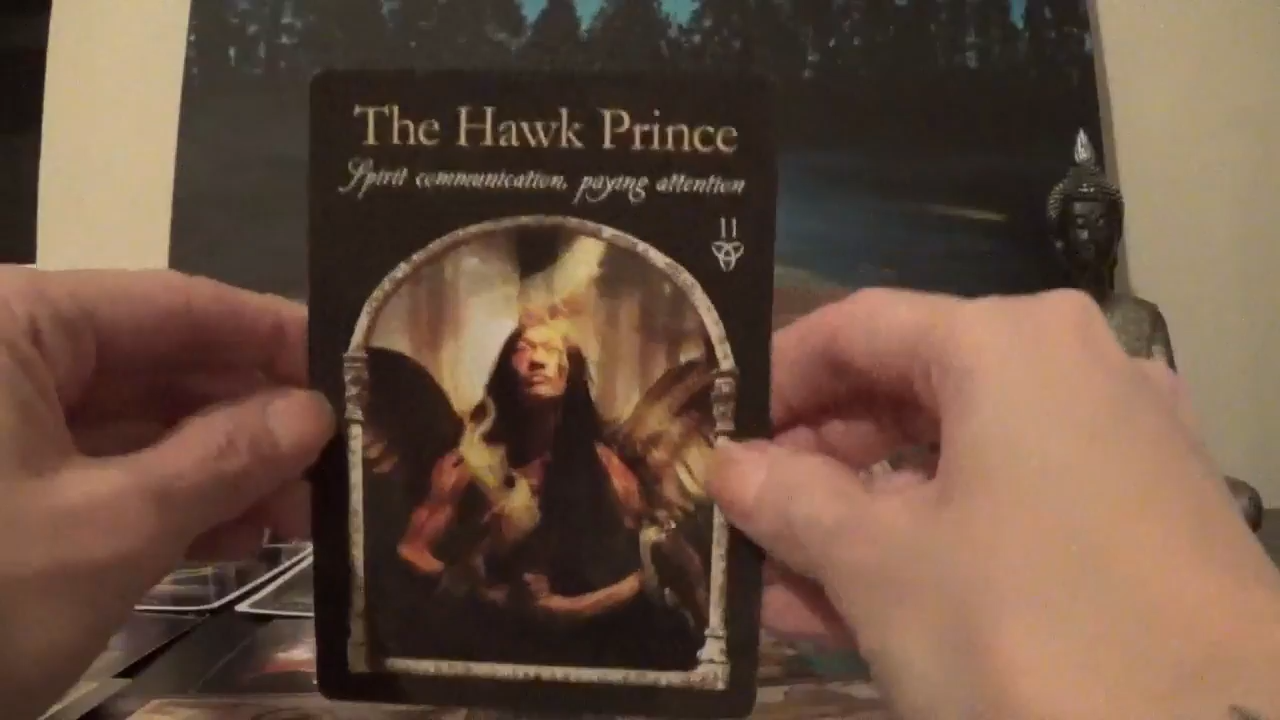 The Hawk Prince
Spirit communication, paying attention
11